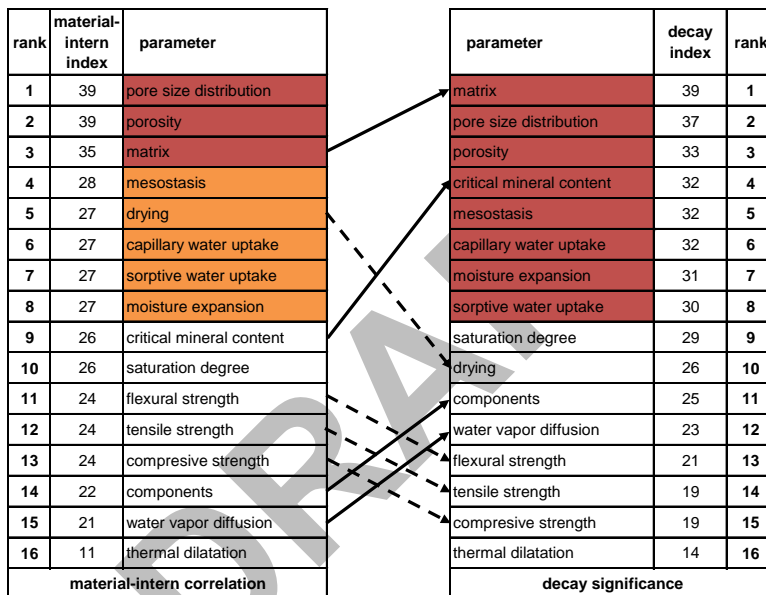 rank material-intern index parameter
1 39 pore size distribution
2 39 porosity
3 35 matrix
4 28 mesostasis
5 27 drying
6 27 capillary water uptake
7 27 sorptive water uptake
8 27 moisture expansion
9 26 critical mineral content
10 26 saturation degree
11 24 flexural strength
12 24 tensile strength
13 24 compresive strength
14 22 components
15 21 water vapor diffusion
16 11 thermal dilatation
material-intern correlation
parameter decay index rank
matrix 39 1
pore size distribution 37 2
porosity 33 3
critical mineral content 32 4
mesostasis 32 5
capillary water uptake 32 6
moisture expansion 31 7
sorptive water uptake 30 8
saturation degree 29 9
drying 26 10
components 25 11
water vapor diffusion 23 12
flexural strength 21 13
tensile strength 19 14
compresive strength 19 15
thermal dilatation 14 16
decay significance
DRAF